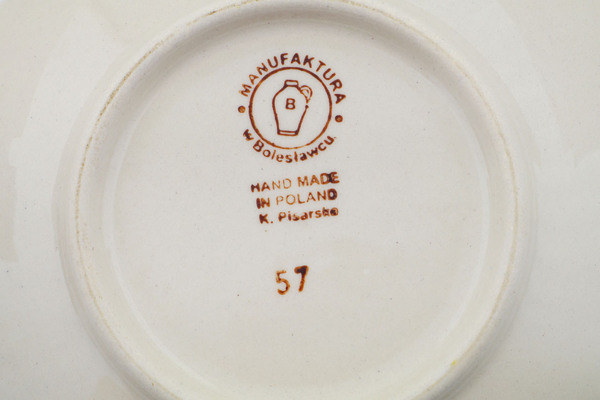 MANUFAKTURA
B
w Bolesławcu
HAND MADE
IN POLAND
K. Pisarska
57